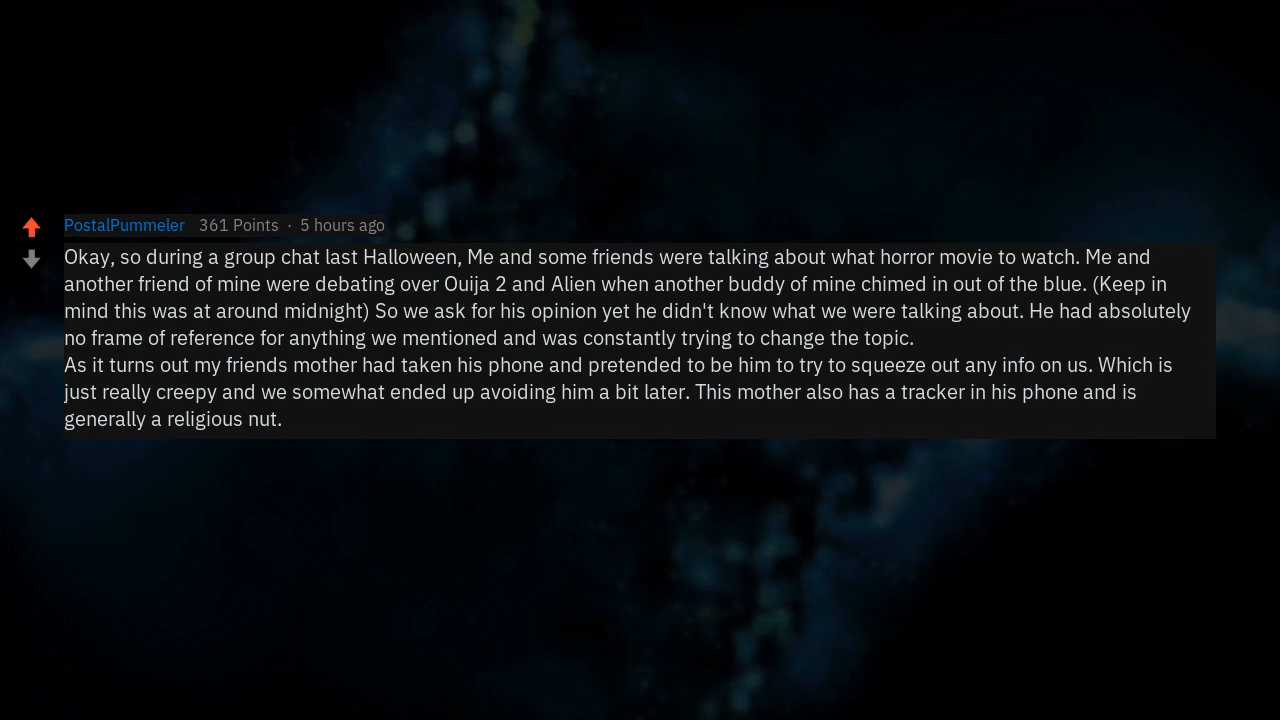 PostalPummeler 361 Points · 5 hours ago
Okay, so during a group chat last Halloween, Me and some friends were talking about what horror movie to watch. Me and
another friend of mine were debating over Ouija 2 and Alien when another buddy of mine chimed in out of the blue. (Keep in
mind this was at around midnight) So we ask for his opinion yet he didn't know what we were talking about. He had absolutely
no frame of reference for anything we mentioned and was constantly trying to change the topic.
As it turns out my friends mother had taken his phone and pretended to be him to try to squeeze out any info on us. Which is
just really creepy and we somewhat ended up avoiding him a bit later. This mother also has a tracker in his phone and is
generally a religious nut.